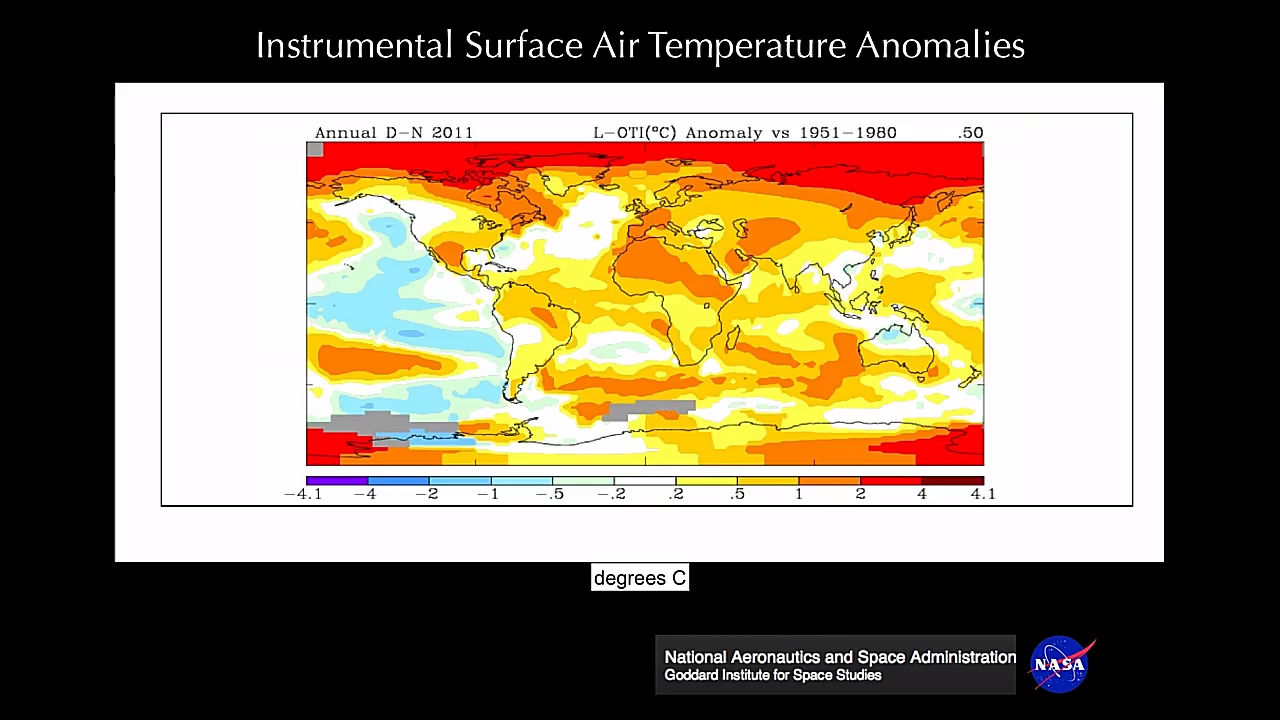 Instrumental Surface Air Temperature Anomalies
Annual D-N 2011 L-OTI(°C) Anomaly vs 1951-1980 .50
-4.1 -4 -2 -1 -.5 -.2 .2 .5 1 2 4 4.1
degrees C
National Aeronautics and Space Administration
Goddard Institute for Space Studies
NASA